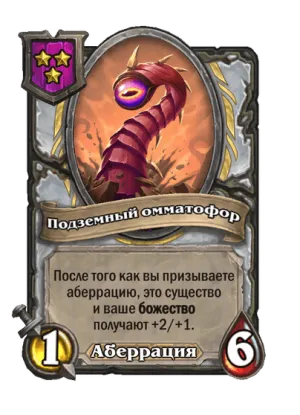 Подземный омматофор
После того как вы призываете
аберрацию, это существо
и ваше божество
получают +2/+1.
1
Аберрация
6